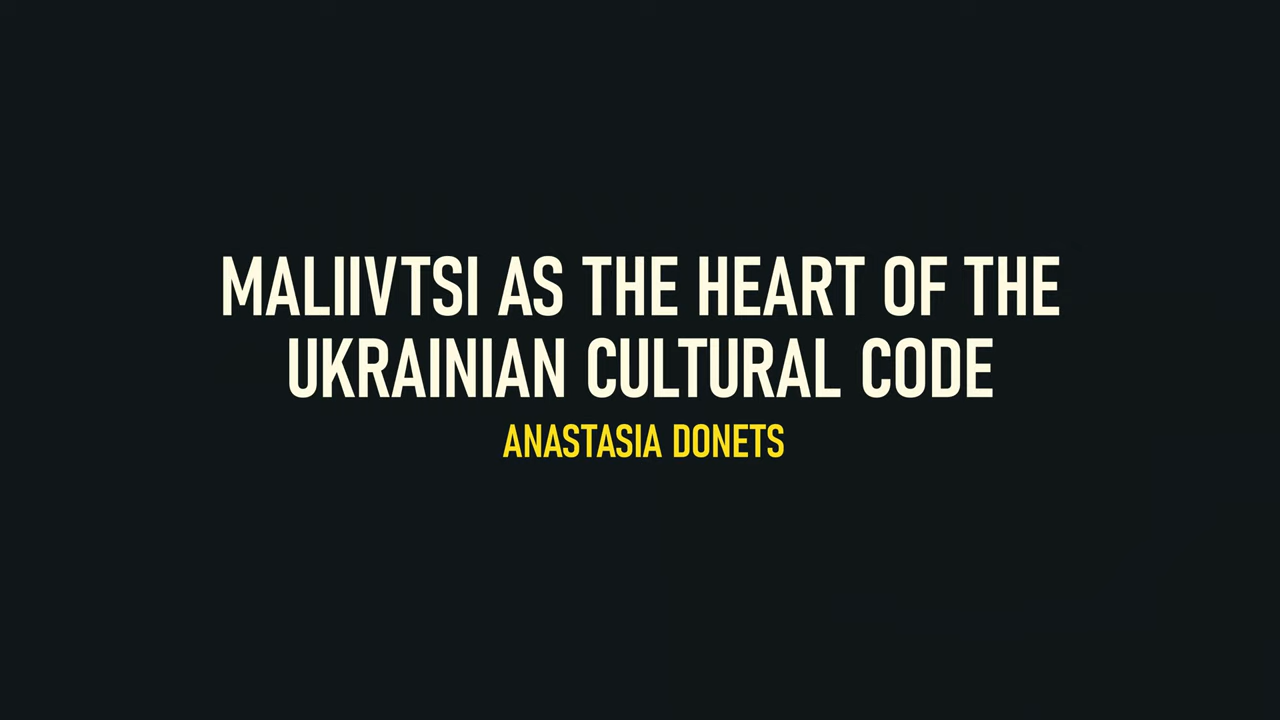 MALIIVTSI AS THE HEART OF THE
UKRAINIAN CULTURAL CODE
ANASTASIA DONETS